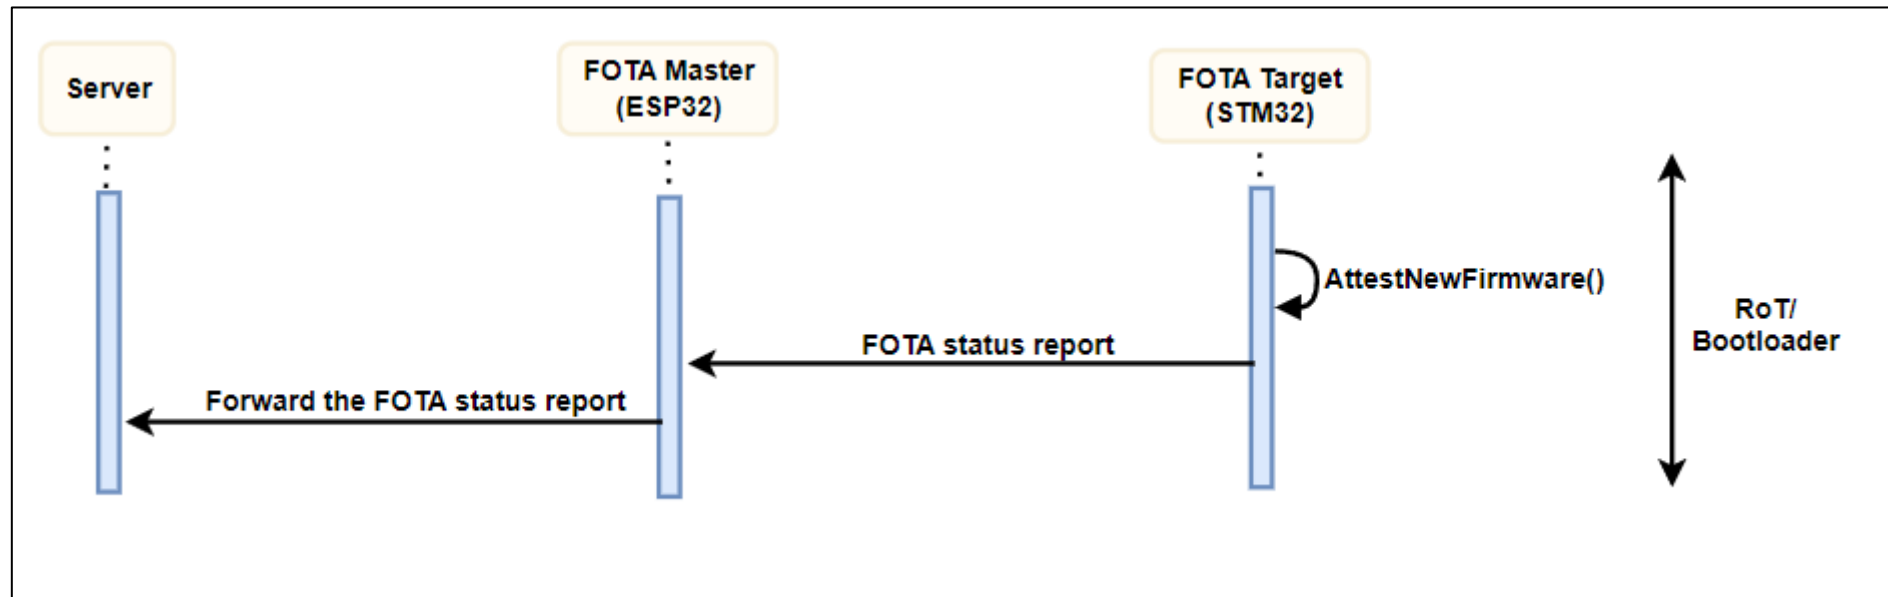 Server
FOTA Master
(ESP32)
FOTA Target
(STM32)
AttestNewFirmware()
RoT/
Bootloader
FOTA status report
Forward the FOTA status report